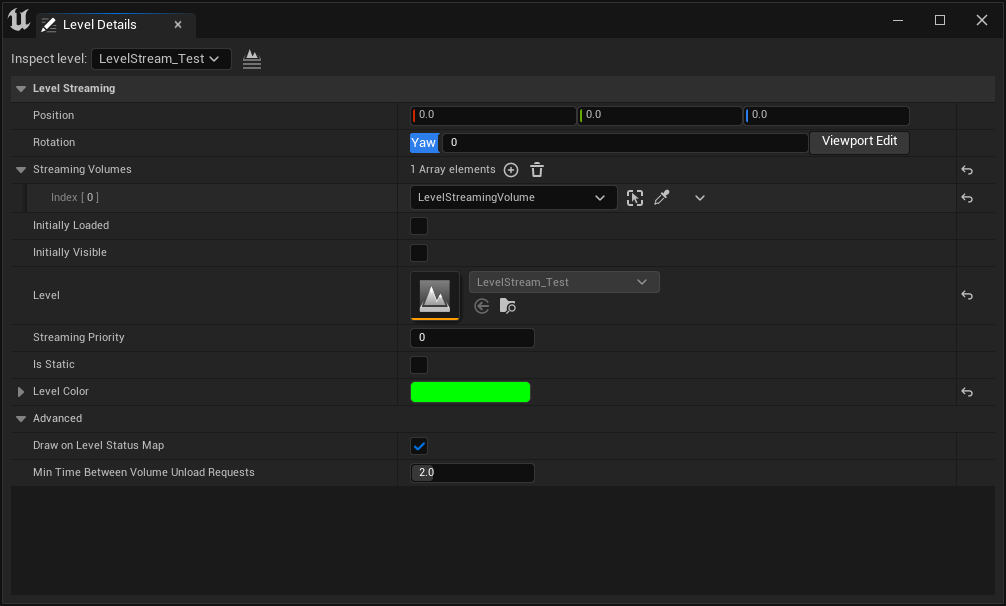 Level Details
Inspect level: LevelStream_Test
Level Streaming
Position 0.0 0.0 0.0
Rotation Yaw 0 Viewport Edit
Streaming Volumes 1 Array elements
Index [ 0 ] LevelStreamingVolume
Initially Loaded
Initially Visible
Level LevelStream_Test
Streaming Priority 0
Is Static
Level Color
Advanced
Draw on Level Status Map
Min Time Between Volume Unload Requests 2.0